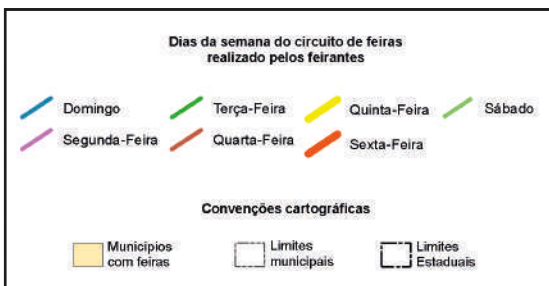 Dias da semana do circuito de feiras
realizado pelos feirantes
Domingo
Terça-Feira
Quinta-Feira
Sábado
Segunda-Feira
Quarta-Feira
Sexta-Feira
Convenções cartográficas
Municípios
com feiras
Limites
municipais
Limites
Estaduais